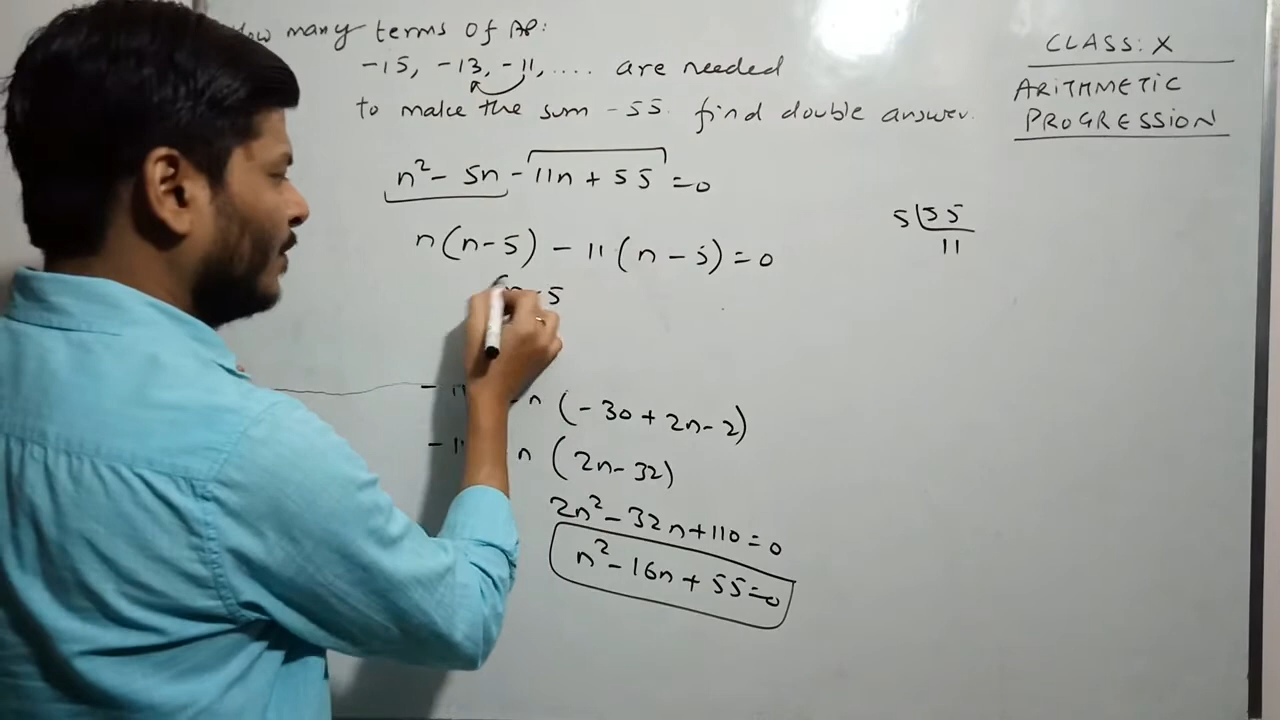 How many terms of AP:
-15, -13, -11, .... are needed
to make the sum -55. find double answer.
CLASS: X
ARITHMETIC
PROGRESSION
n² - 5n - 11n + 55 = 0
n(n-5) - 11(n-5) = 0
(n-5
5 55
11
n (-30 + 2n - 2)
n (2n - 32)
2n² - 32n + 110 = 0
n² - 16n + 55 = 0